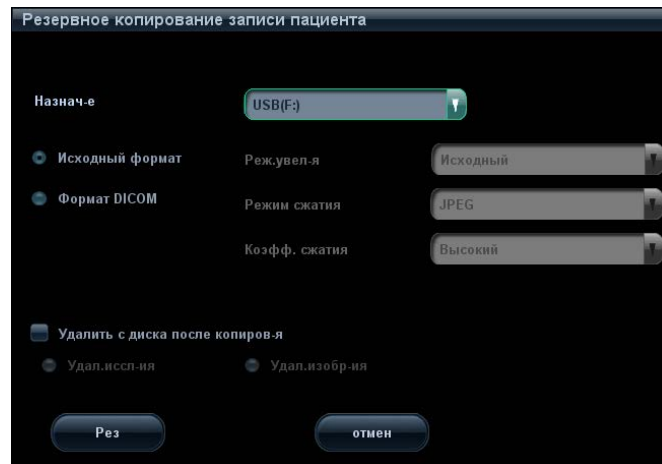 Резервное копирование записи пациента
Назнач-е
USB(F:)
Исходный формат
Реж.увел-я
Исходный
Формат DICOM
Режим сжатия
JPEG
Коэфф. сжатия
Высокий
Удалить с диска после копиров-я
Удал.иссл-ия
Удал.изобр-ия
Рез
отмен